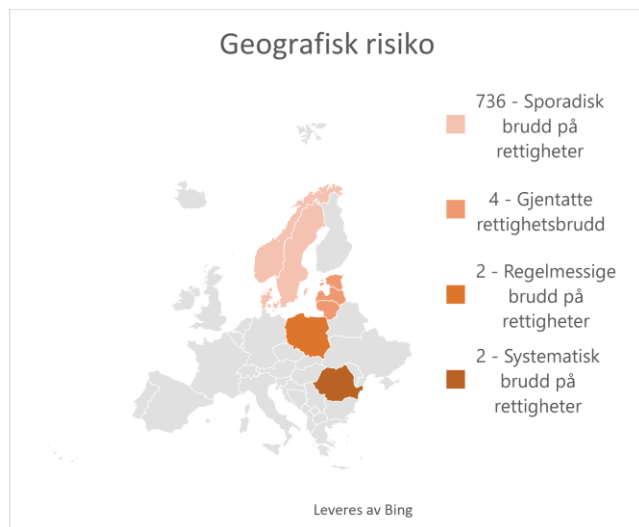 Geografisk risiko
736 - Sporadisk
brudd på
rettigheter
4 - Gjentatte
rettighetsbrudd
2 - Regelmessige
brudd på
rettigheter
2 - Systematisk
brudd på
rettigheter
Leveres av Bing